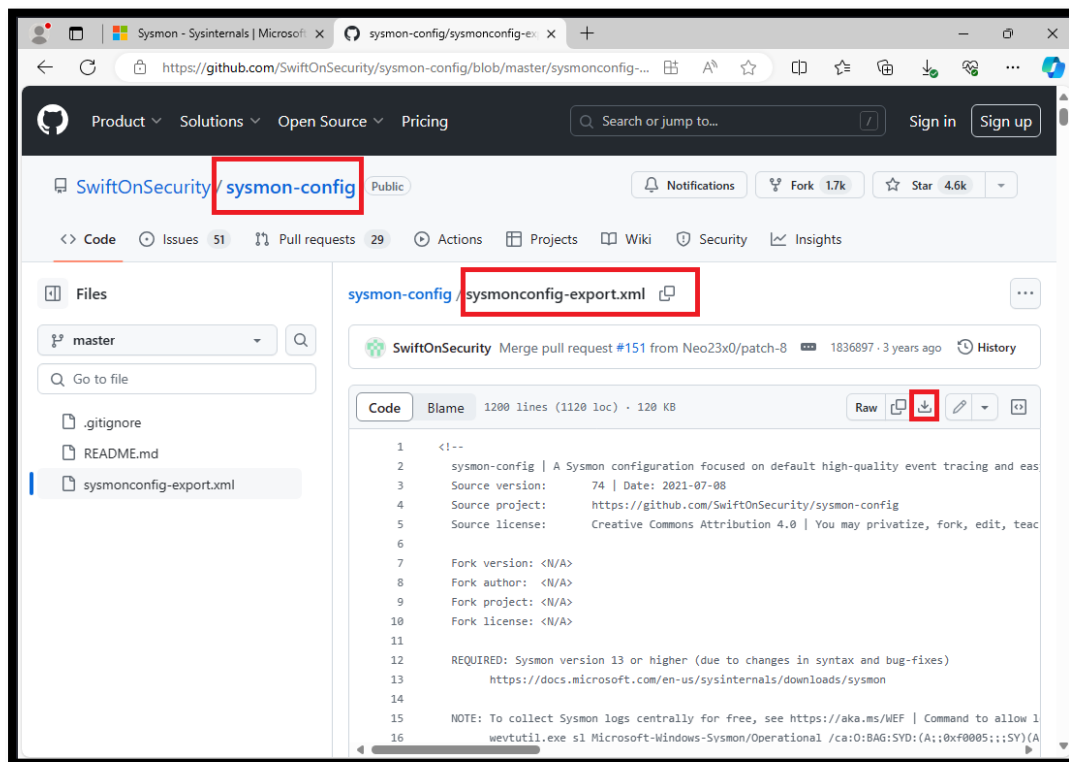 Sysmon - Sysinternals | Microsoft
sysmon-config/sysmonconfig-ex
https://github.com/SwiftOnSecurity/sysmon-config/blob/master/sysmonconfig-...
Product Solutions Open Source Pricing Search or jump to... / Sign in Sign up
SwiftOnSecurity / sysmon-config Public Notifications Fork 1.7k Star 4.6k
<> Code Issues 51 Pull requests 29 Actions Projects Wiki Security Insights
Files
sysmon-config / sysmonconfig-export.xml
master
SwiftOnSecurity Merge pull request #151 from Neo23x0/patch-8 1836897 · 3 years ago History
Go to file
Code Blame 1200 lines (1120 loc) · 120 KB Raw
.gitignore
README.md
sysmonconfig-export.xml
1 <!--
2 sysmon-config | A Sysmon configuration focused on default high-quality event tracing and eas
3 Source version: 74 | Date: 2021-07-08
4 Source project: https://github.com/SwiftOnSecurity/sysmon-config
5 Source license: Creative Commons Attribution 4.0 | You may privatize, fork, edit, teac
6
7 Fork version: <N/A>
8 Fork author: <N/A>
9 Fork project: <N/A>
10 Fork license: <N/A>
11
12 REQUIRED: Sysmon version 13 or higher (due to changes in syntax and bug-fixes)
13 https://docs.microsoft.com/en-us/sysinternals/downloads/sysmon
14
15 NOTE: To collect Sysmon logs centrally for free, see https://aka.ms/WEF | Command to allow l
16 wevtutil.exe sl Microsoft-Windows-Sysmon/Operational /ca:O:BAG:SYD:(A;;0xf0005;;;SY)(A